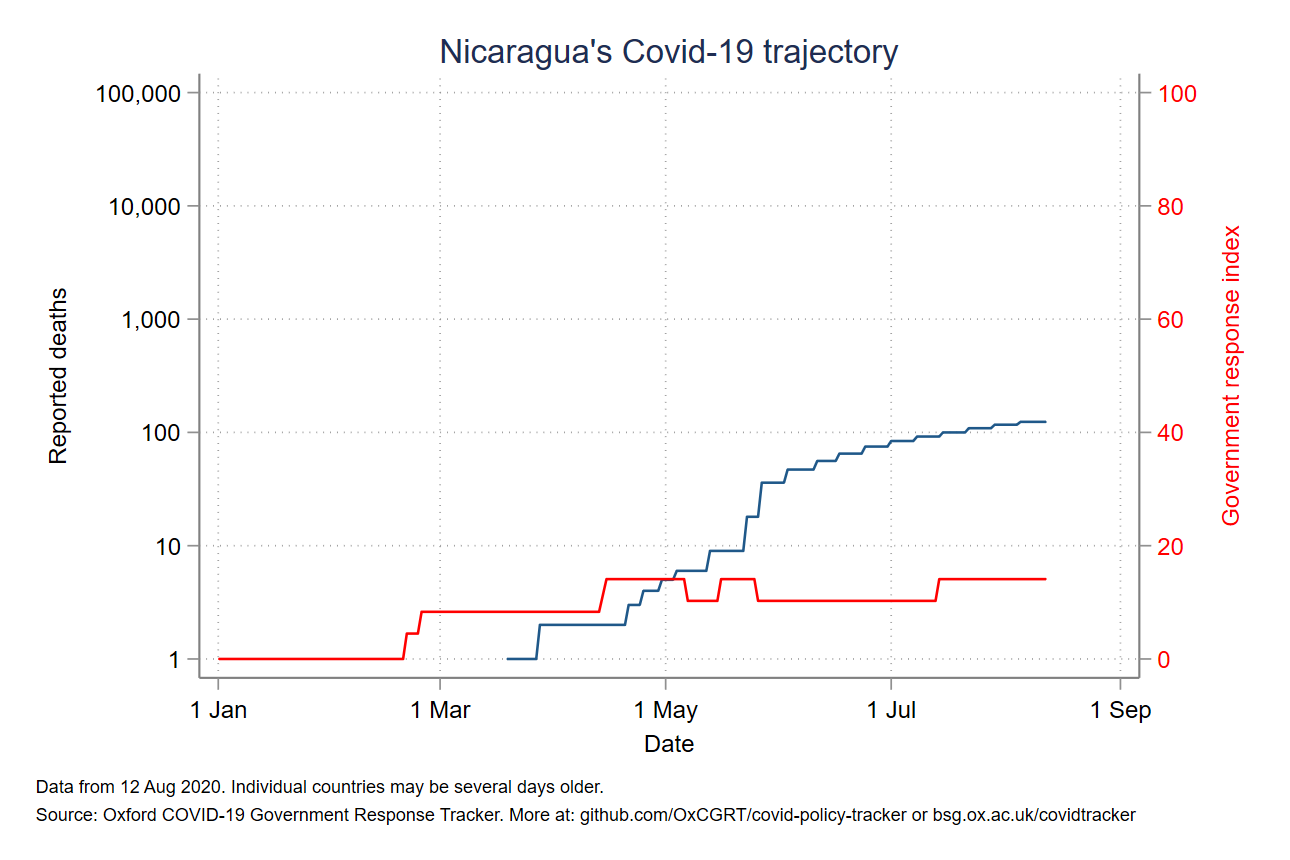 Nicaragua's Covid-19 trajectory
100,000
10,000
1,000
100
10
1
Reported deaths
100
80
60
40
20
0
Government response index
1 Jan
1 Mar
1 May
1 Jul
1 Sep
Date
Data from 12 Aug 2020. Individual countries may be several days older.
Source: Oxford COVID-19 Government Response Tracker. More at: github.com/OxCGRT/covid-policy-tracker or bsg.ox.ac.uk/covidtracker